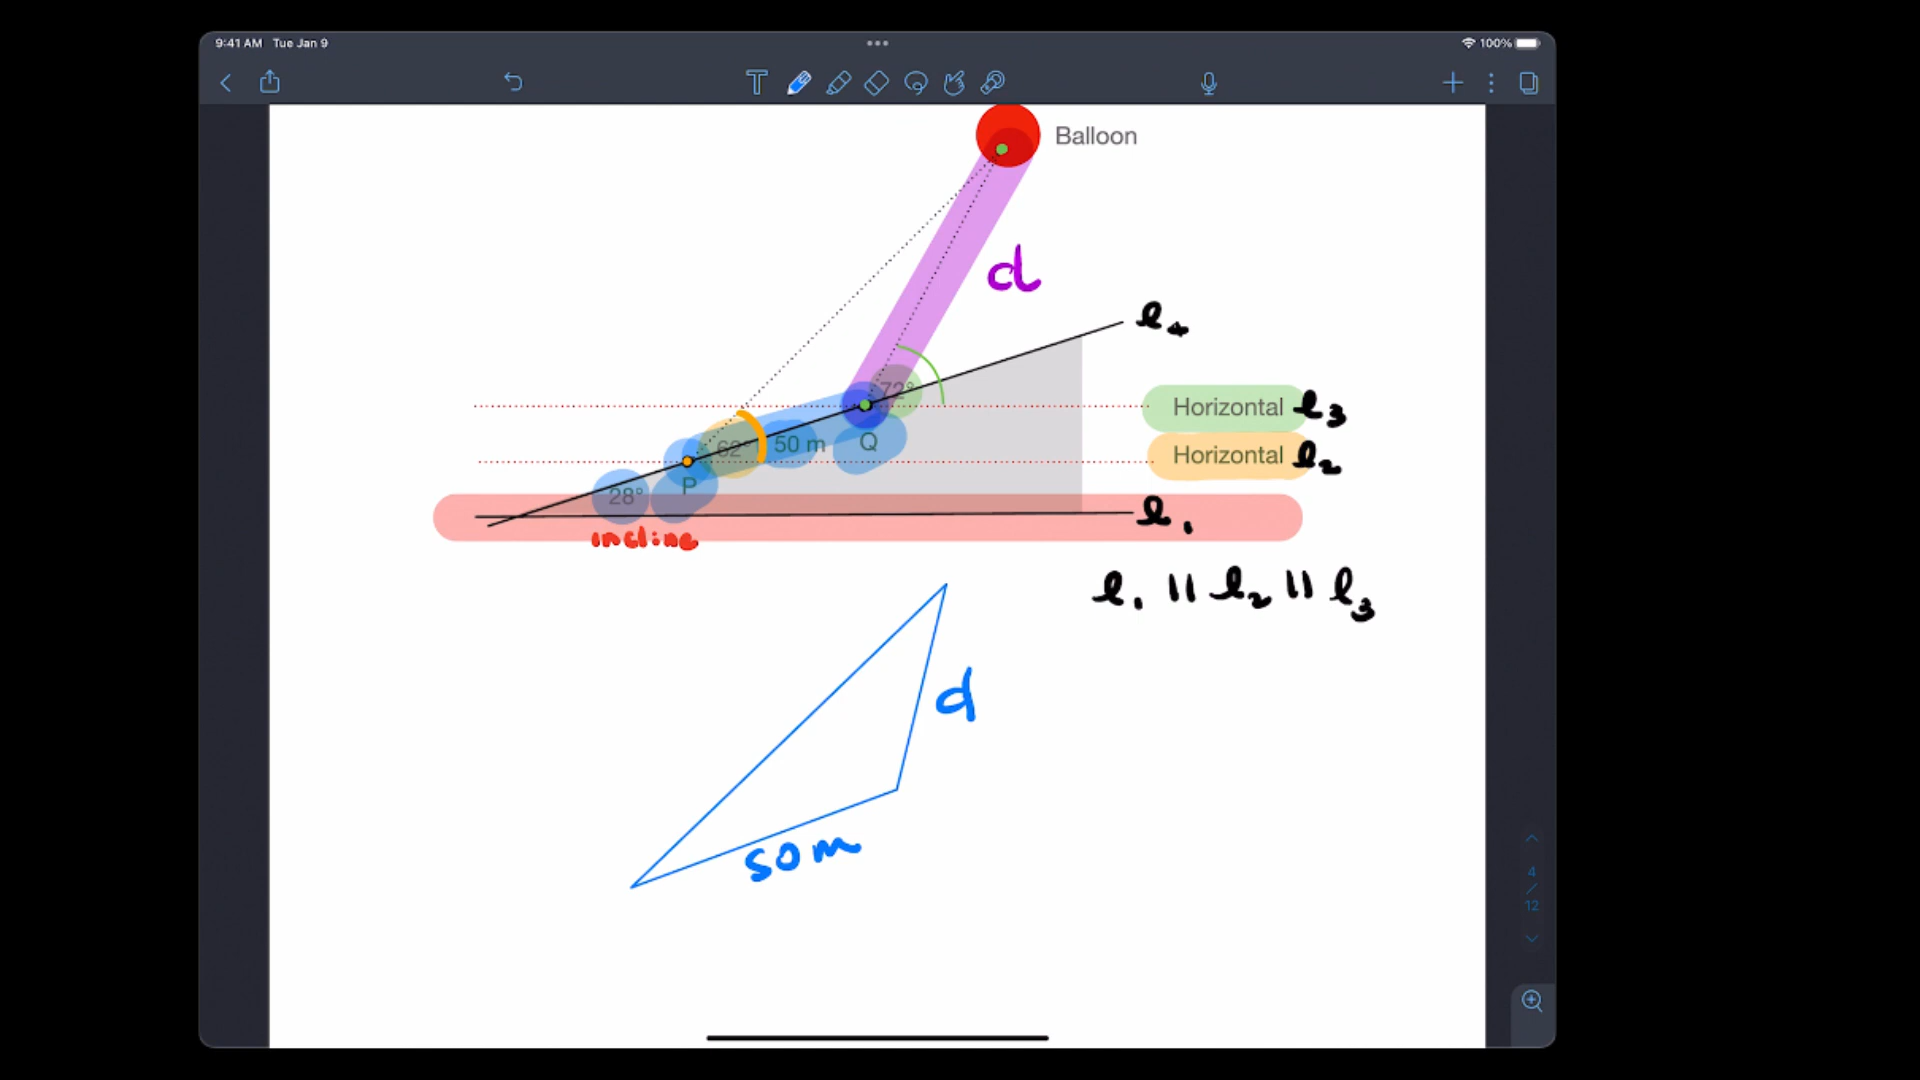 9:41 AM Tue Jan 9
100%
T
Balloon
d
l₄
72°
Horizontal l₃
62° 50 m Q
Horizontal l₂
28° P
l₁
incline
l₁ || l₂ || l₃
d
50 m
4
/
12